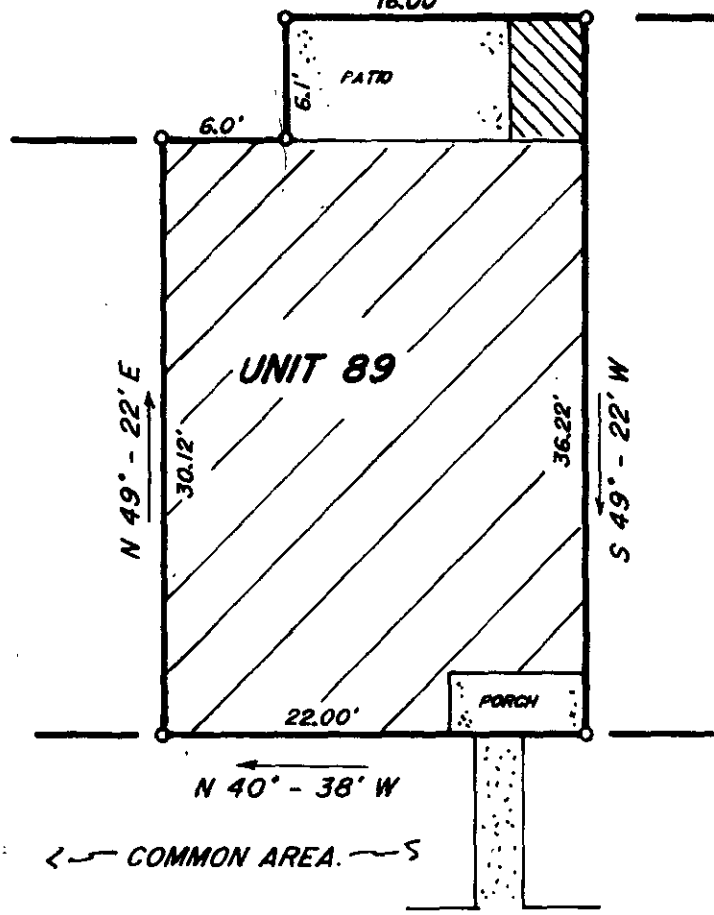 16.00'
PATIO
6.1'
6.0'
UNIT 89
N 49° - 22' E
30.12'
36.22'
S 49° - 22' W
PORCH
22.00'
N 40° - 38' W
COMMON AREA.